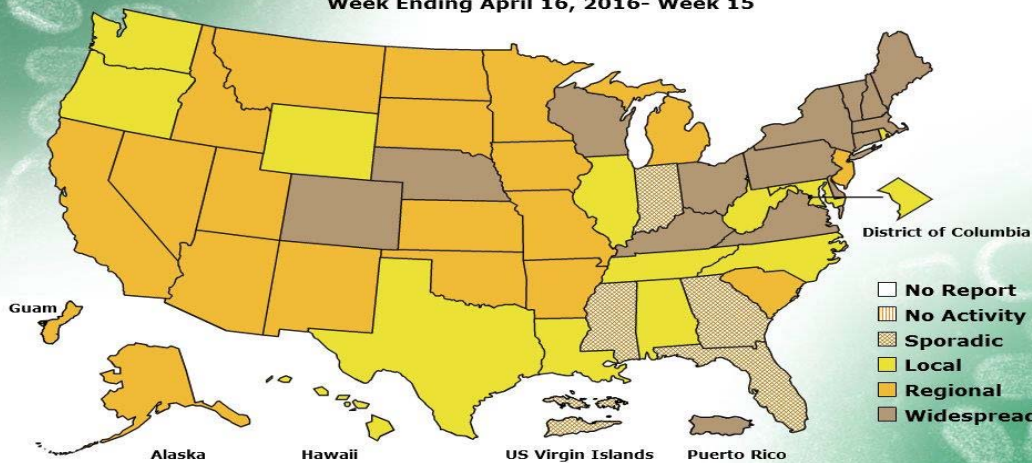 Week Ending April 16, 2016- Week 15
District of Columbia
Guam
No Report
No Activity
Sporadic
Local
Regional
Widespread
Alaska
Hawaii
US Virgin Islands
Puerto Rico